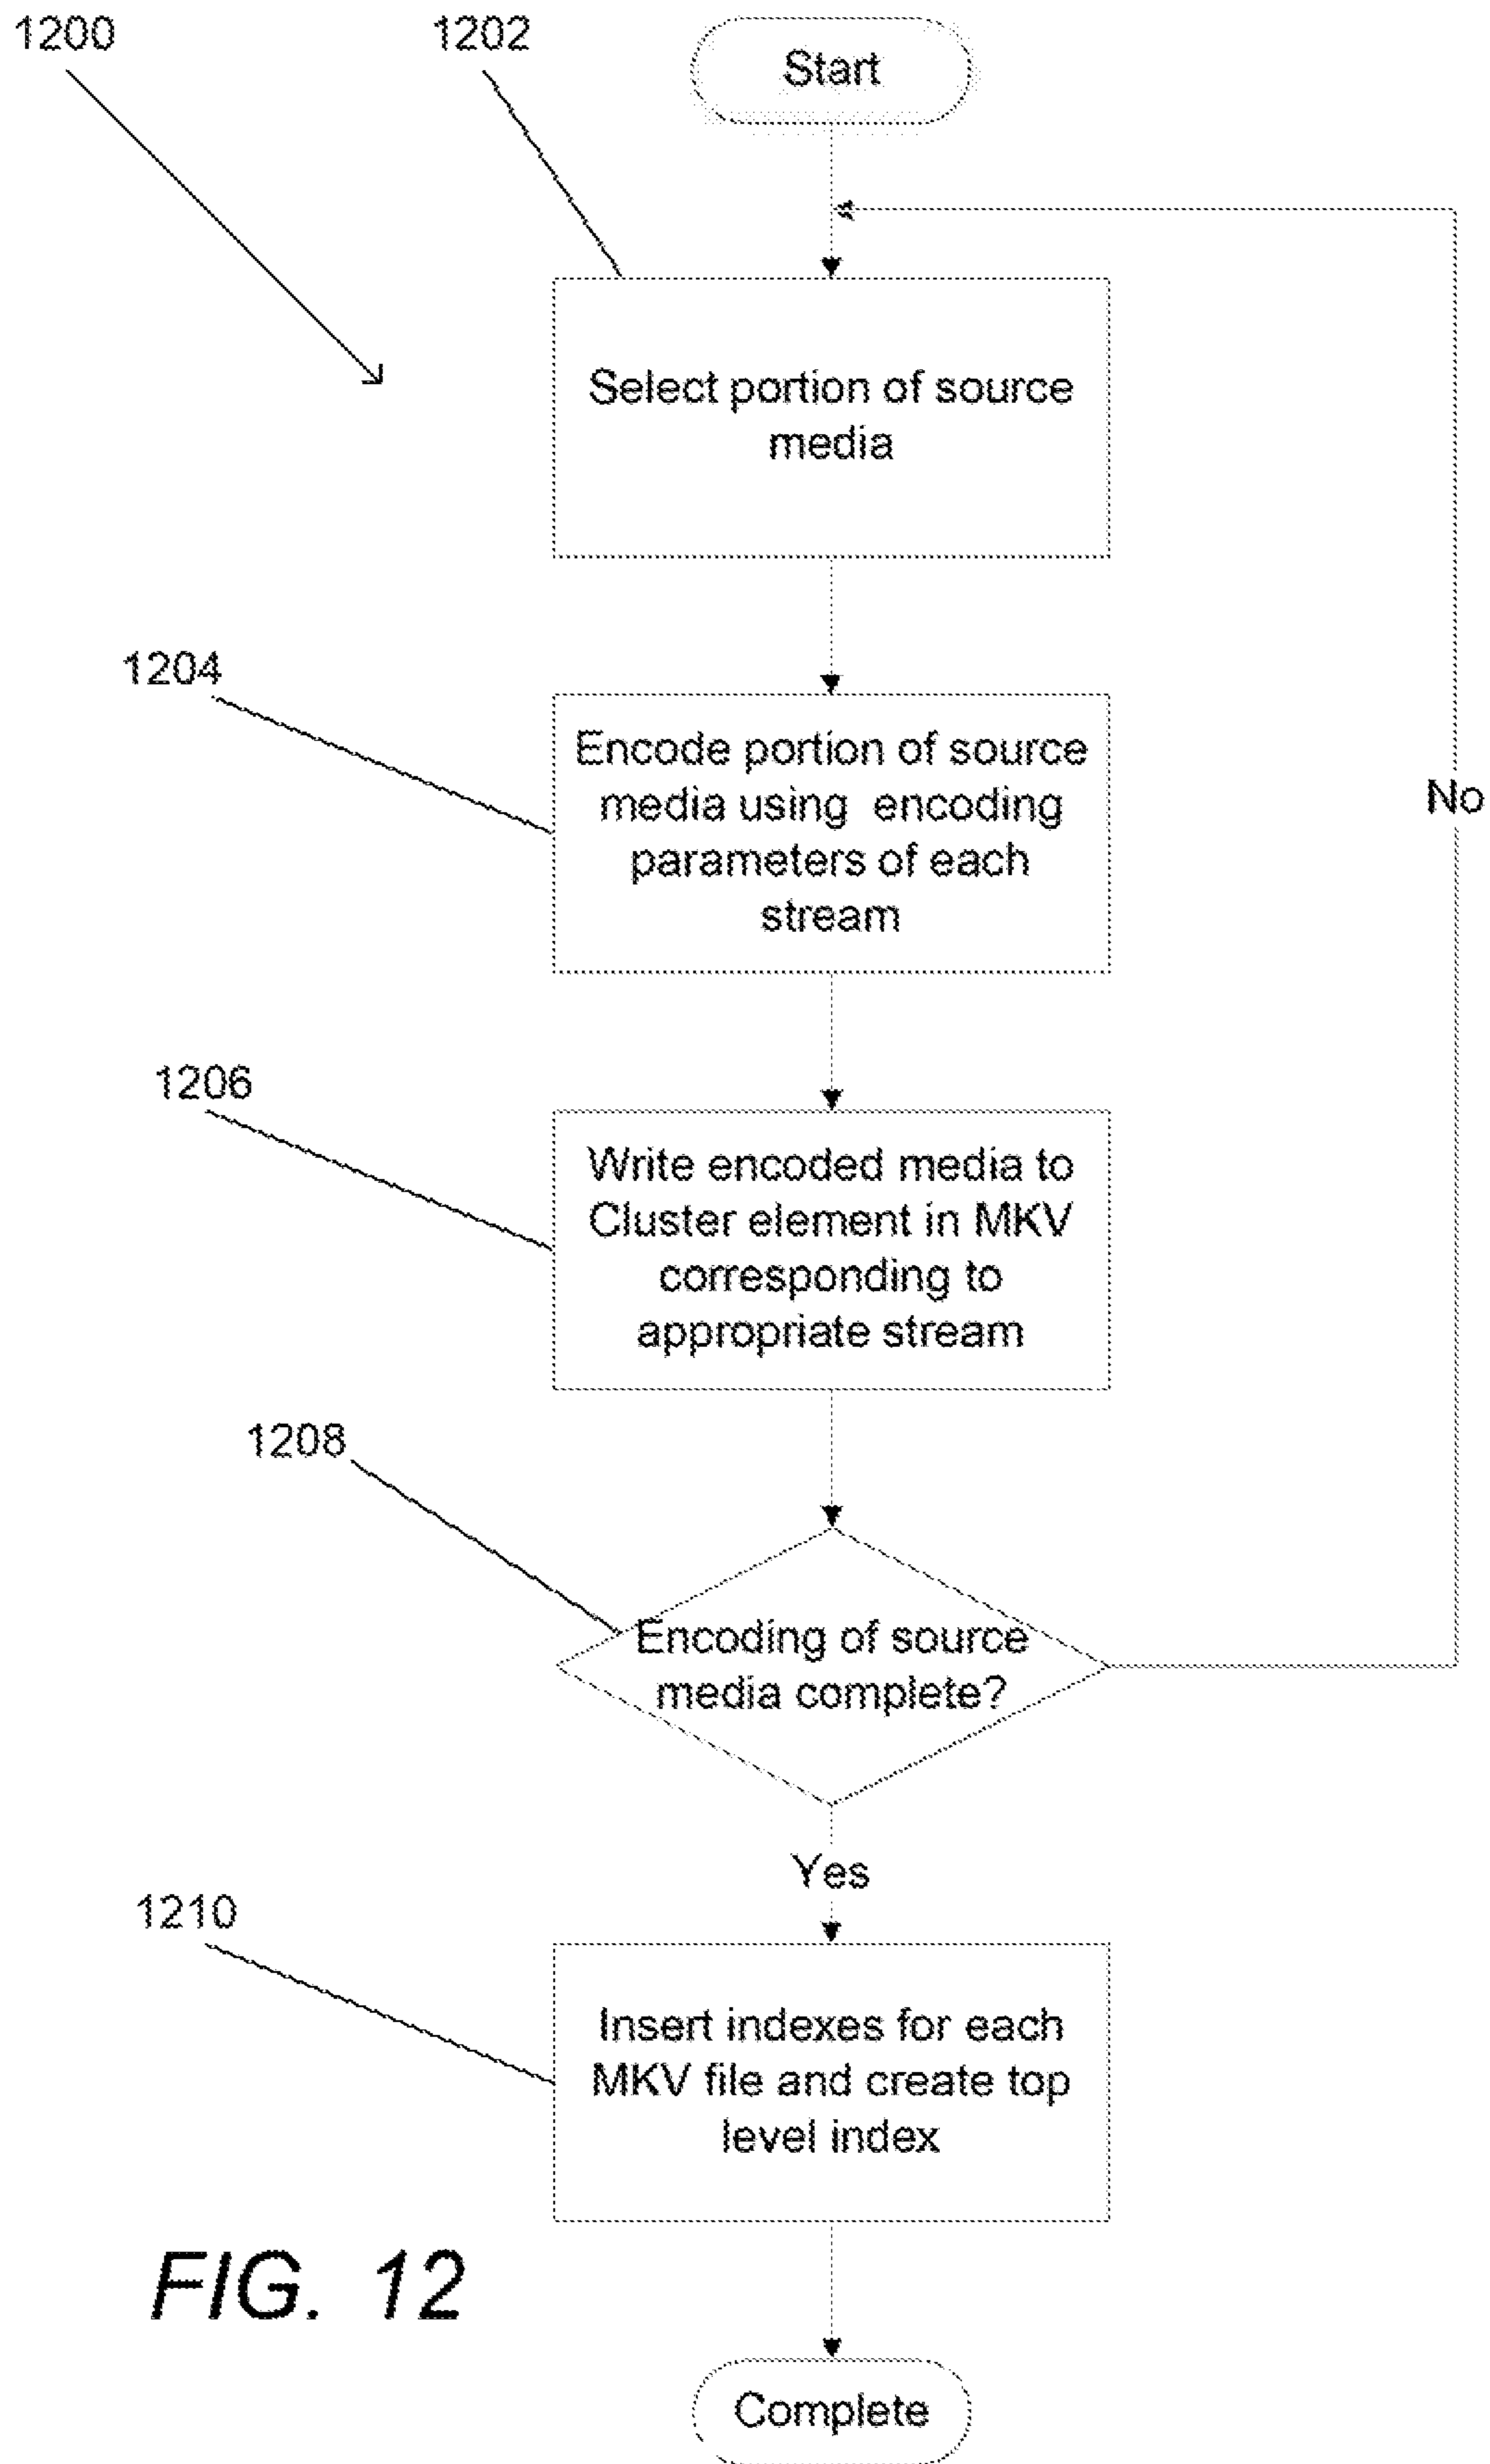 1200
1202
Start
Select portion of source
media
1204
Encode portion of source
media using encoding
parameters of each
stream
No
1206
Write encoded media to
Cluster element in MKV
corresponding to
appropriate stream
1208
Encoding of source
media complete?
Yes
1210
Insert indexes for each
MKV file and create top
level index
FIG. 12
Complete